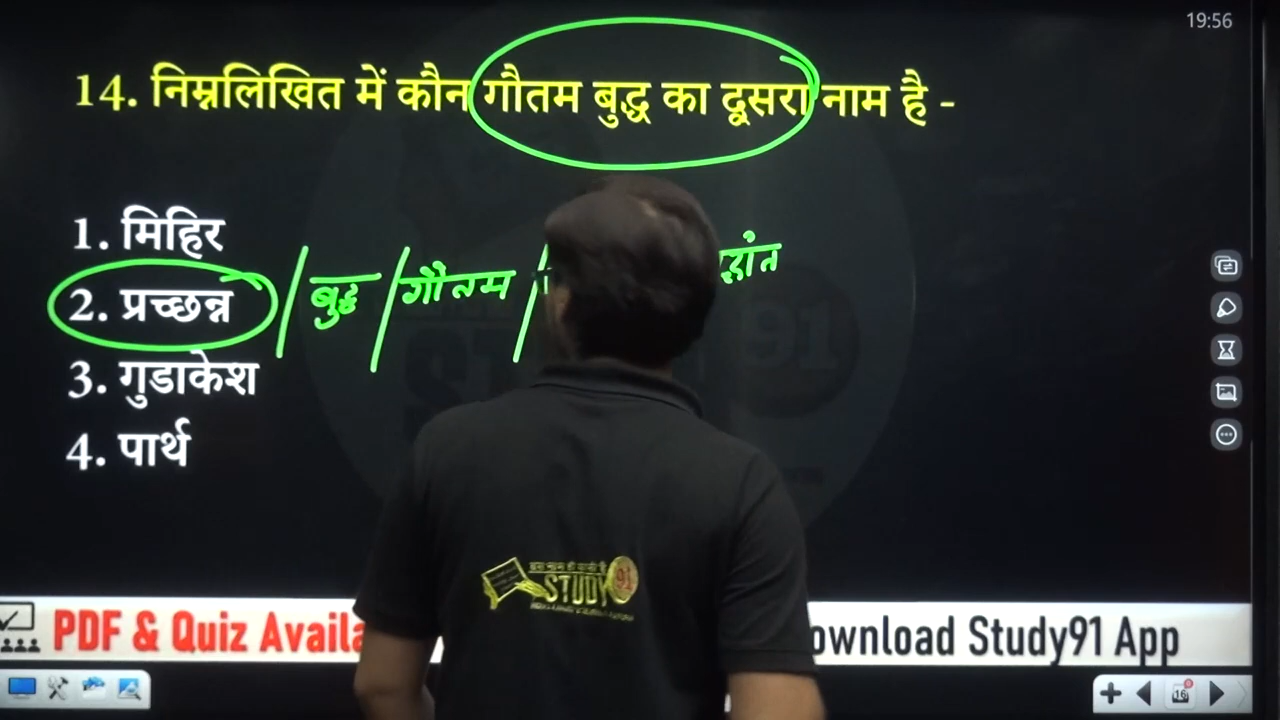 19:56
14. निम्नलिखित में कौन गौतम बुद्ध का दूसरा नाम है -
1. मिहिर
2. प्रच्छन्न / बुद्ध / गौतम /
3. गुडाकेश
4. पार्थ
STUDY 91
PDF & Quiz Availa
ownload Study91 App
16